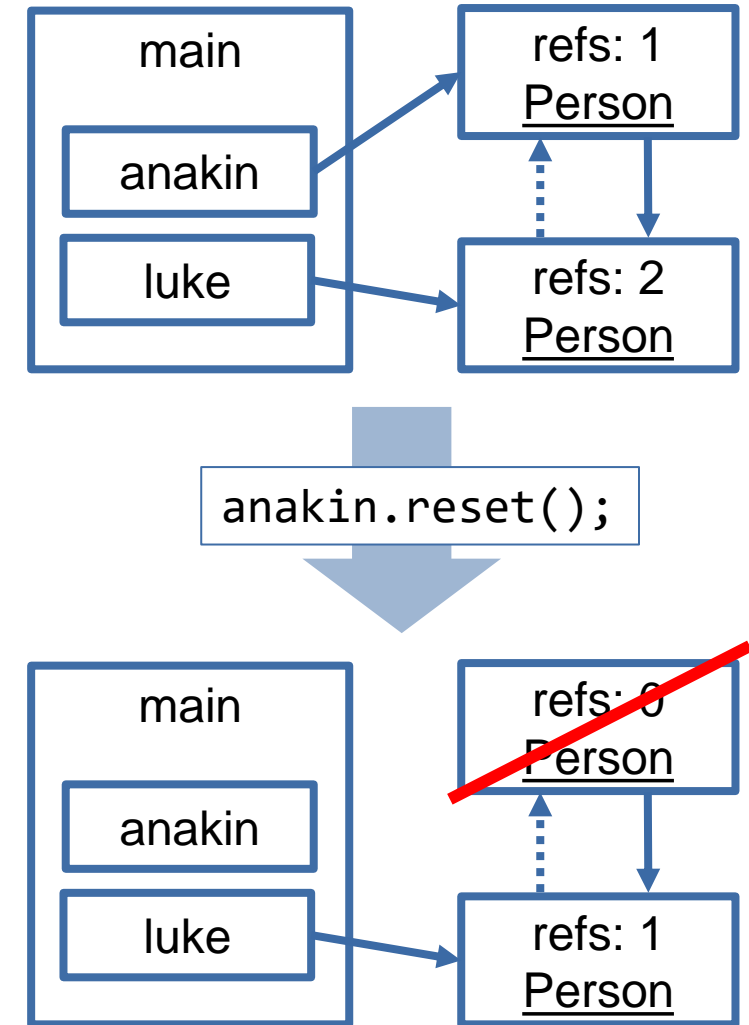 main
anakin
luke
refs: 1
Person
refs: 2
Person
anakin.reset();
main
anakin
luke
refs: 0
Person
refs: 1
Person